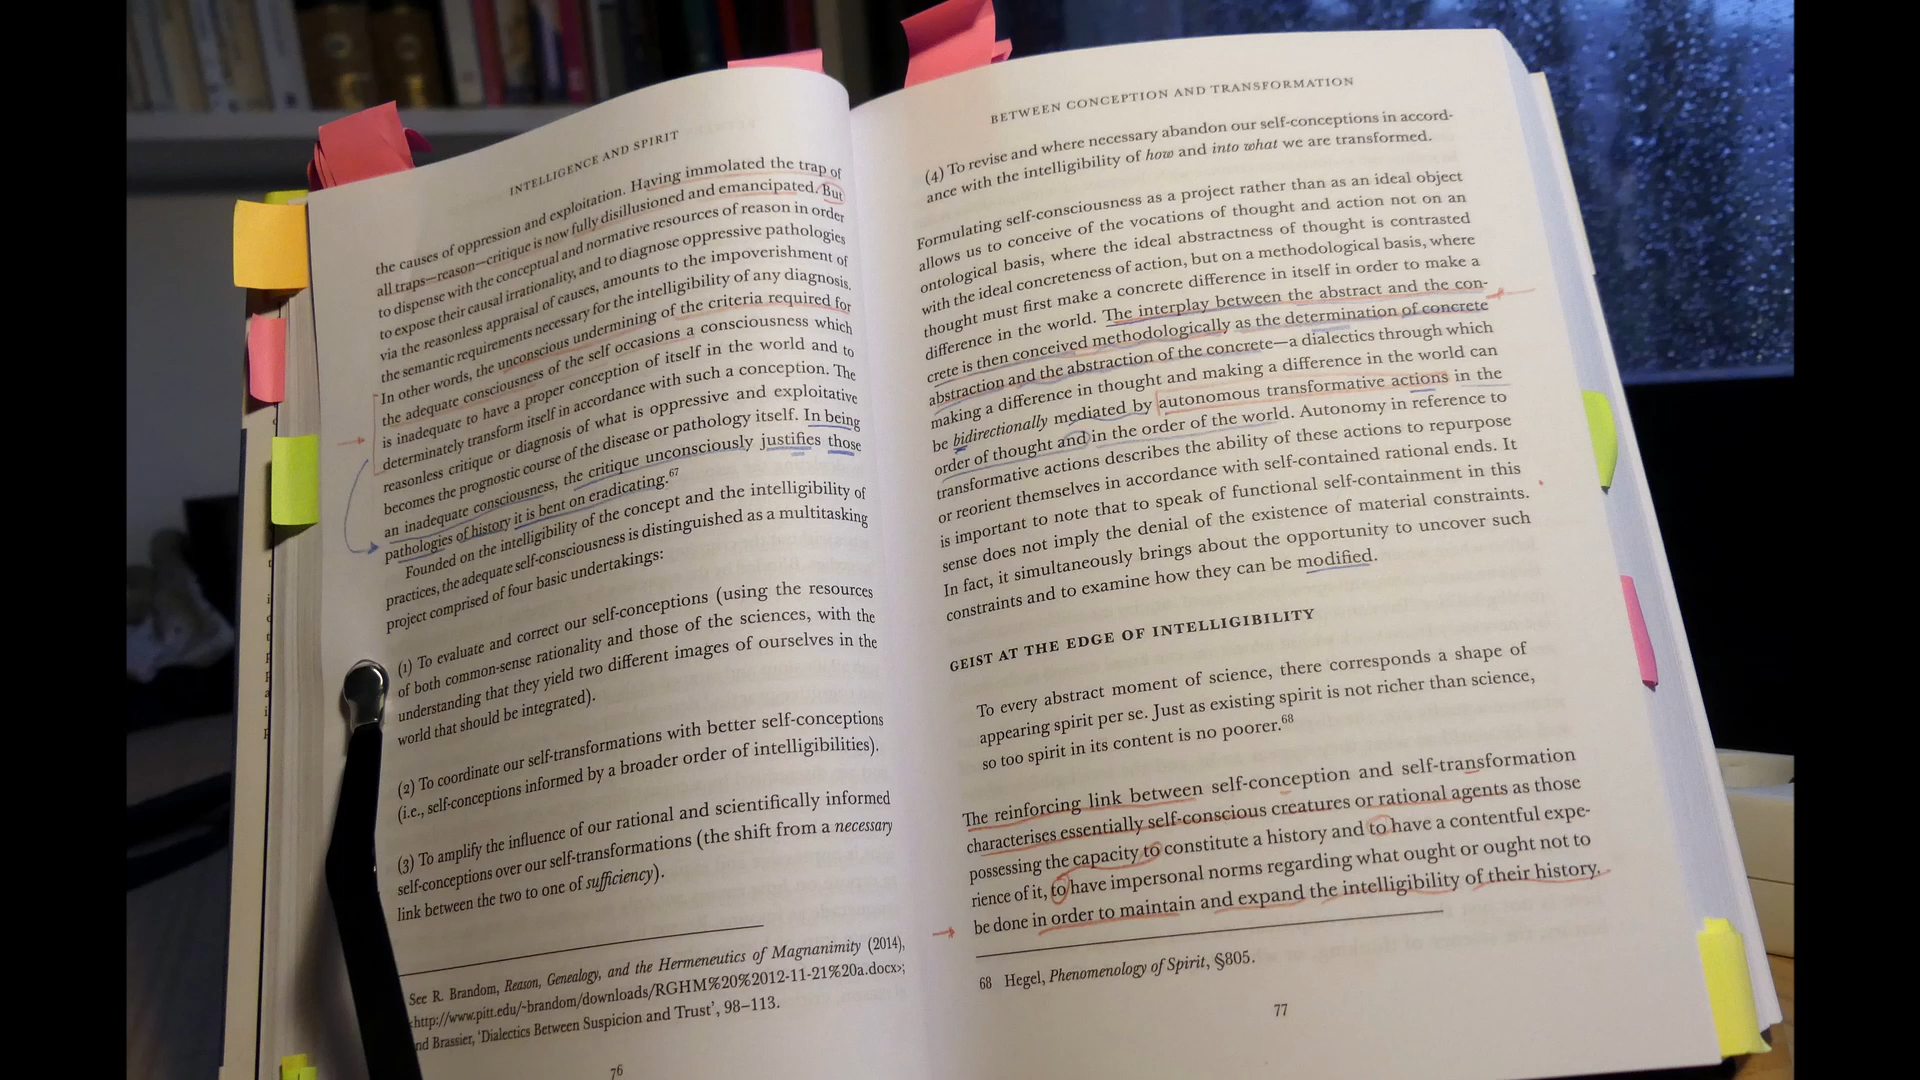 INTELLIGENCE AND SPIRIT
the causes of oppression and exploitation. Having immolated the trap of
all traps—reason—critique is now fully disillusioned and emancipated. But
to dispense with the conceptual and normative resources of reason in order
to expose their causal irrationality, and to diagnose oppressive pathologies
via the reasonless appraisal of causes, amounts to the impoverishment of
the semantic requirements necessary for the intelligibility of any diagnosis.
In other words, the unconscious undermining of the criteria required for
the adequate consciousness of the self occasions a consciousness which
is inadequate to have a proper conception of itself in the world and to
determinately transform itself in accordance with such a conception. The
reasonless critique or diagnosis of what is oppressive and exploitative
becomes the prognostic course of the disease or pathology itself. In being
an inadequate consciousness, the critique unconsciously justifies those
pathologies of history it is bent on eradicating.67
Founded on the intelligibility of the concept and the intelligibility of
practices, the adequate self-consciousness is distinguished as a multitasking
project comprised of four basic undertakings:
(1) To evaluate and correct our self-conceptions (using the resources
of both common-sense rationality and those of the sciences, with the
understanding that they yield two different images of ourselves in the
world that should be integrated).
(2) To coordinate our self-transformations with better self-conceptions
(i.e., self-conceptions informed by a broader order of intelligibilities).
(3) To amplify the influence of our rational and scientifically informed
self-conceptions over our self-transformations (the shift from a necessary
link between the two to one of sufficiency).
See R. Brandom, Reason, Genealogy, and the Hermeneutics of Magnanimity (2014),
<http://www.pitt.edu/~brandom/downloads/RGHM%20%2012-11-21%20a.docx>;
nd Brassier, 'Dialectics Between Suspicion and Trust', 98–113.
76
BETWEEN CONCEPTION AND TRANSFORMATION
(4) To revise and where necessary abandon our self-conceptions in accord-
ance with the intelligibility of how and into what we are transformed.
Formulating self-consciousness as a project rather than as an ideal object
allows us to conceive of the vocations of thought and action not on an
ontological basis, where the ideal abstractness of thought is contrasted
with the ideal concreteness of action, but on a methodological basis, where
thought must first make a concrete difference in itself in order to make a
difference in the world. The interplay between the abstract and the con-
crete is then conceived methodologically as the determination of concrete
abstraction and the abstraction of the concrete—a dialectics through which
making a difference in thought and making a difference in the world can
be bidirectionally mediated by autonomous transformative actions in the
order of thought and in the order of the world. Autonomy in reference to
transformative actions describes the ability of these actions to repurpose
or reorient themselves in accordance with self-contained rational ends. It
is important to note that to speak of functional self-containment in this
sense does not imply the denial of the existence of material constraints.
In fact, it simultaneously brings about the opportunity to uncover such
constraints and to examine how they can be modified.
GEIST AT THE EDGE OF INTELLIGIBILITY
To every abstract moment of science, there corresponds a shape of
appearing spirit per se. Just as existing spirit is not richer than science,
so too spirit in its content is no poorer.68
The reinforcing link between self-conception and self-transformation
characterises essentially self-conscious creatures or rational agents as those
possessing the capacity to constitute a history and to have a contentful expe-
rience of it, to have impersonal norms regarding what ought or ought not to
be done in order to maintain and expand the intelligibility of their history.
68 Hegel, Phenomenology of Spirit, §805.
77